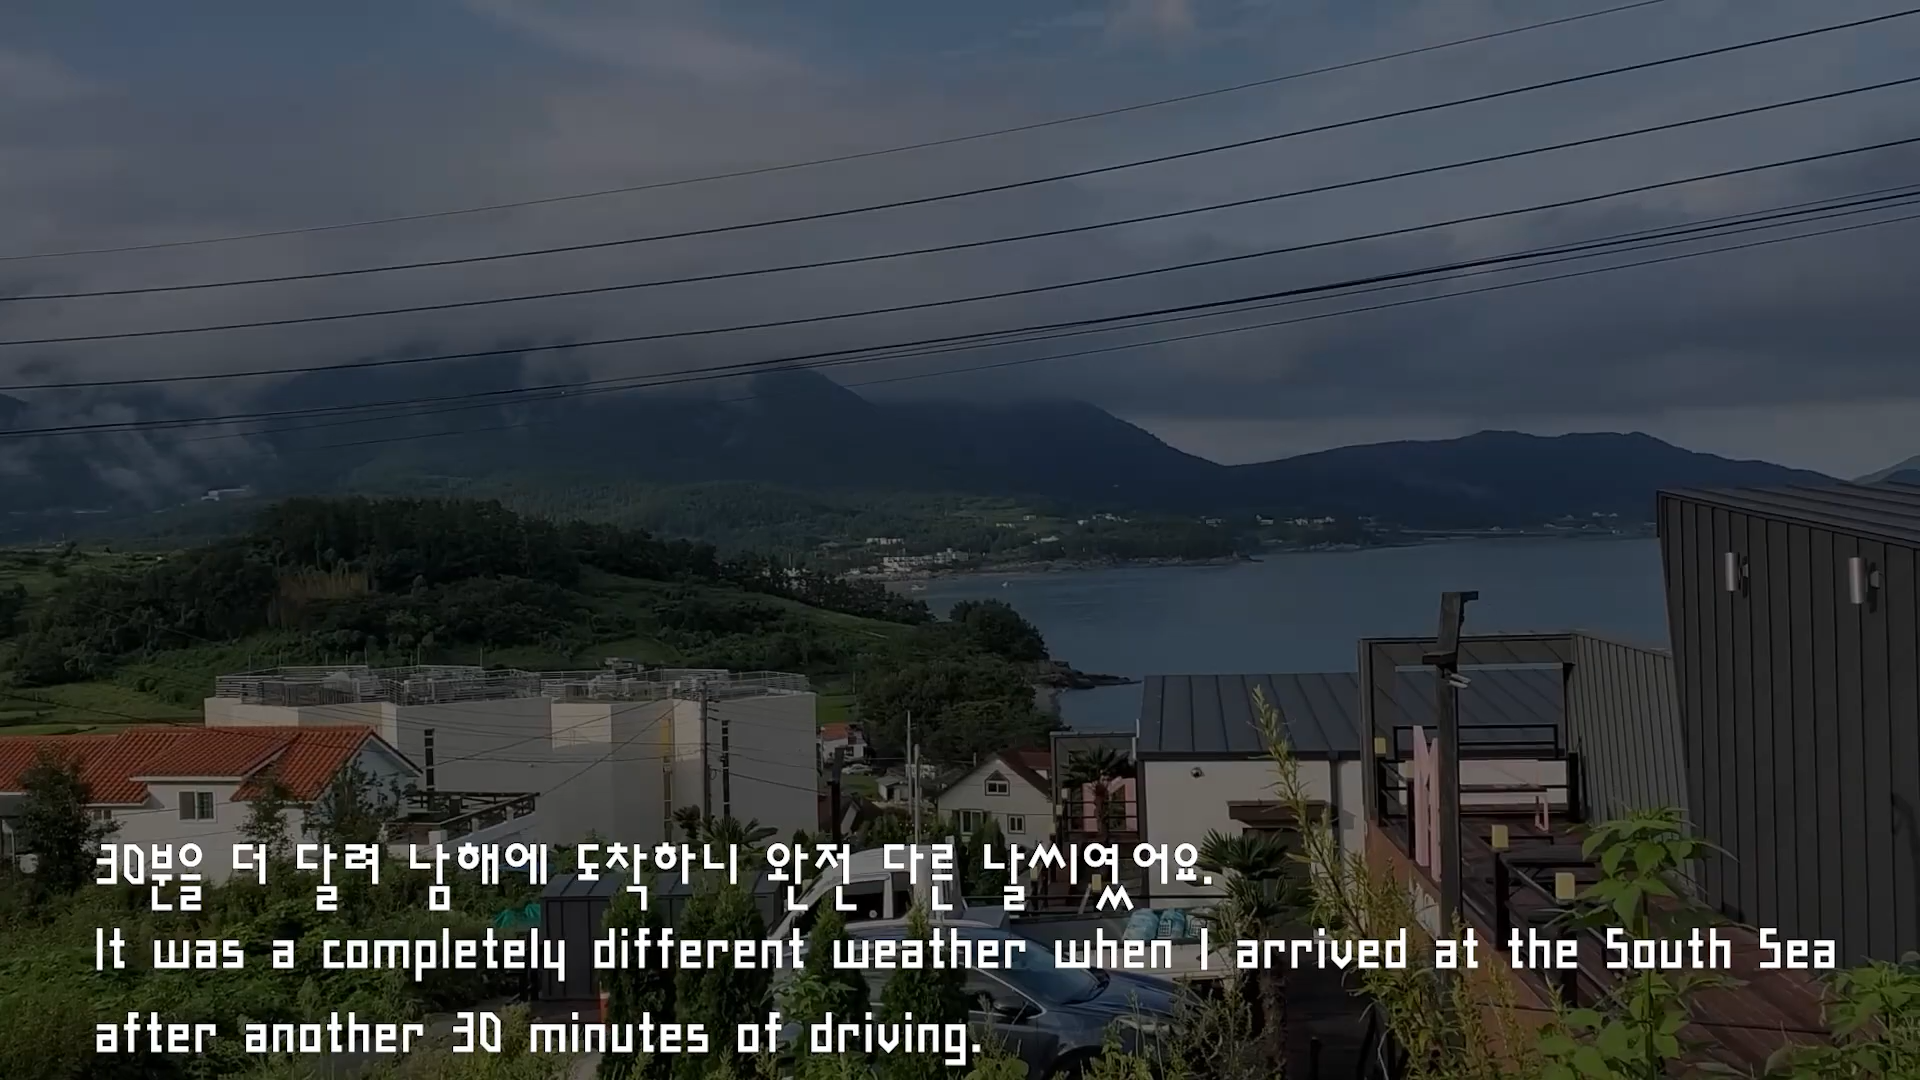 30분을 더 달려 남해에 도착하니 완전 다른 날씨였어요.
It was a completely different weather when I arrived at the South Sea
after another 30 minutes of driving.